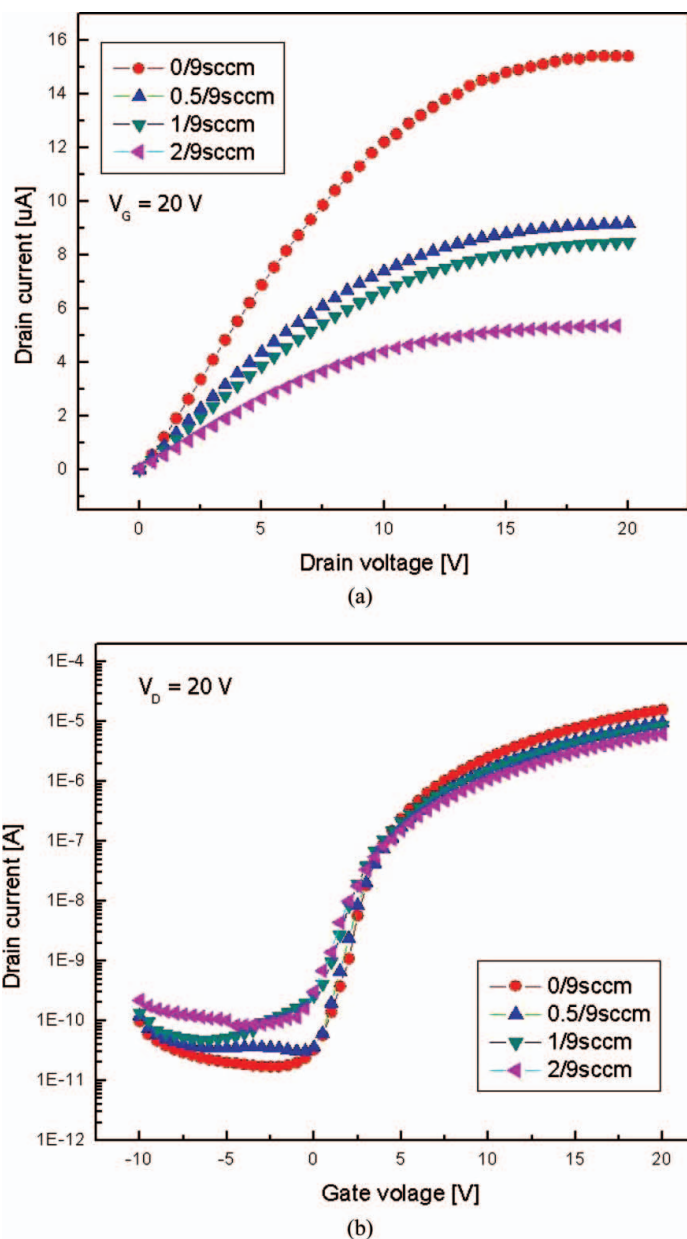 16
14
12
10
8
6
4
2
0
0/9sccm
0.5/9sccm
1/9sccm
2/9sccm
VG = 20 V
Drain current [uA]
0 5 10 15 20
Drain voltage [V]
(a)
1E-4
1E-5
1E-6
1E-7
1E-8
1E-9
1E-10
1E-11
1E-12
VD = 20 V
Drain current [A]
0/9sccm
0.5/9sccm
1/9sccm
2/9sccm
-10 -5 0 5 10 15 20
Gate volage [V]
(b)